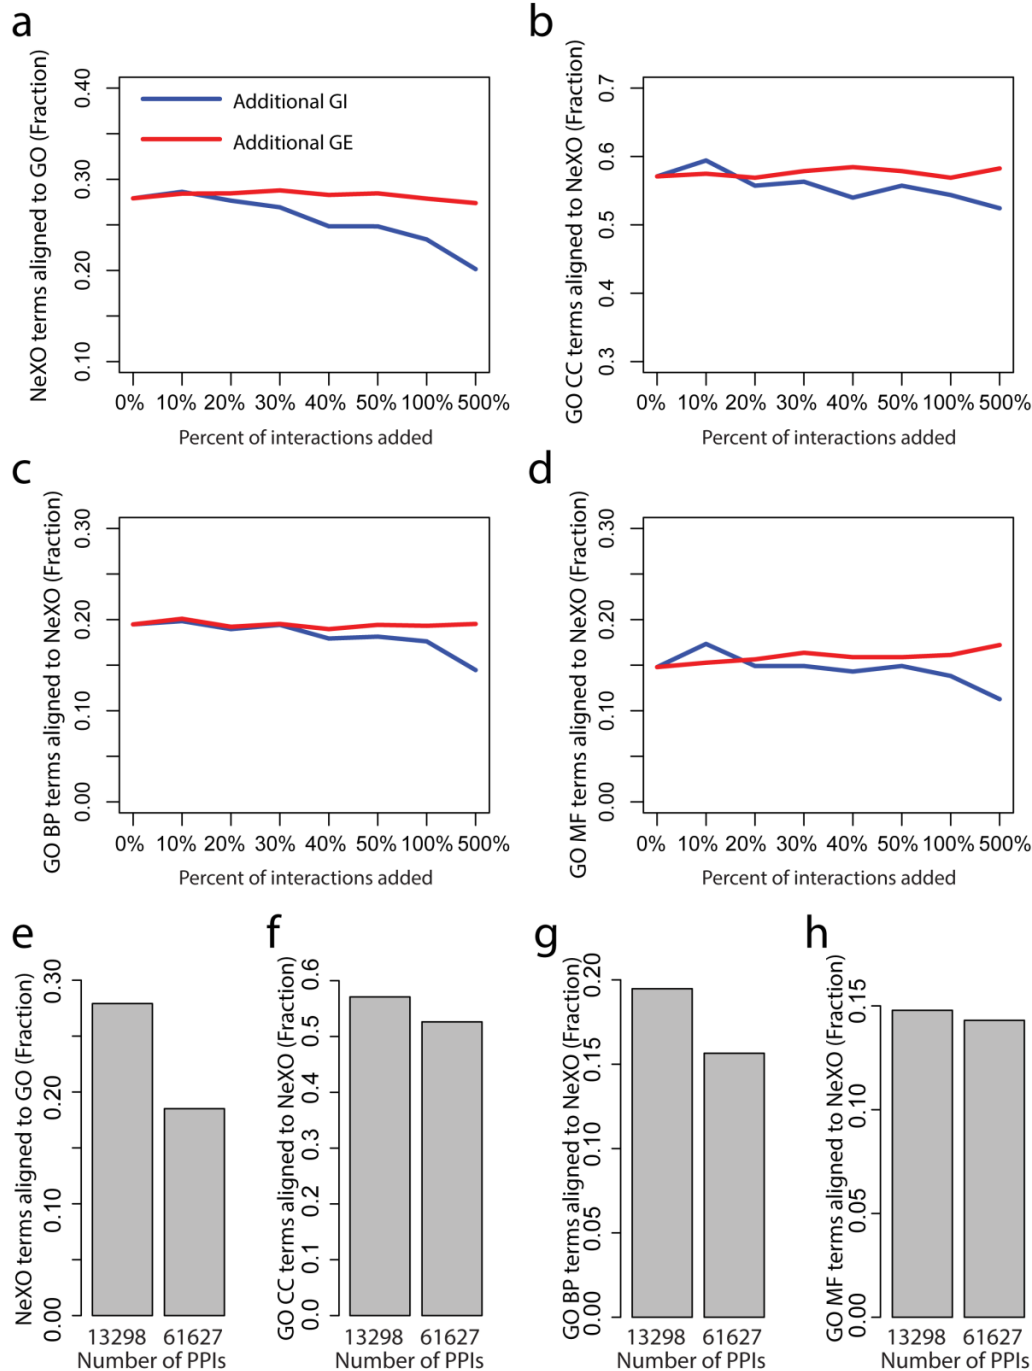 a
NeXO terms aligned to GO (Fraction)
0.40
0.30
0.20
0.10
Additional GI
Additional GE
0% 10% 20% 30% 40% 50% 100% 500%
Percent of interactions added
b
GO CC terms aligned to NeXO (Fraction)
0.7
0.6
0.5
0.4
0.3
0% 10% 20% 30% 40% 50% 100% 500%
Percent of interactions added
c
GO BP terms aligned to NeXO (Fraction)
0.30
0.20
0.10
0.00
0% 10% 20% 30% 40% 50% 100% 500%
Percent of interactions added
d
GO MF terms aligned to NeXO (Fraction)
0.30
0.20
0.10
0.00
0% 10% 20% 30% 40% 50% 100% 500%
Percent of interactions added
e
NeXO terms aligned to GO (Fraction)
0.30
0.20
0.10
0.00
13298 61627
Number of PPIs
f
GO CC terms aligned to NeXO (Fraction)
0.6
0.5
0.4
0.3
0.2
0.1
0.0
13298 61627
Number of PPIs
g
GO BP terms aligned to NeXO (Fraction)
0.20
0.15
0.10
0.05
0.00
13298 61627
Number of PPIs
h
GO MF terms aligned to NeXO (Fraction)
0.15
0.10
0.05
0.00
13298 61627
Number of PPIs